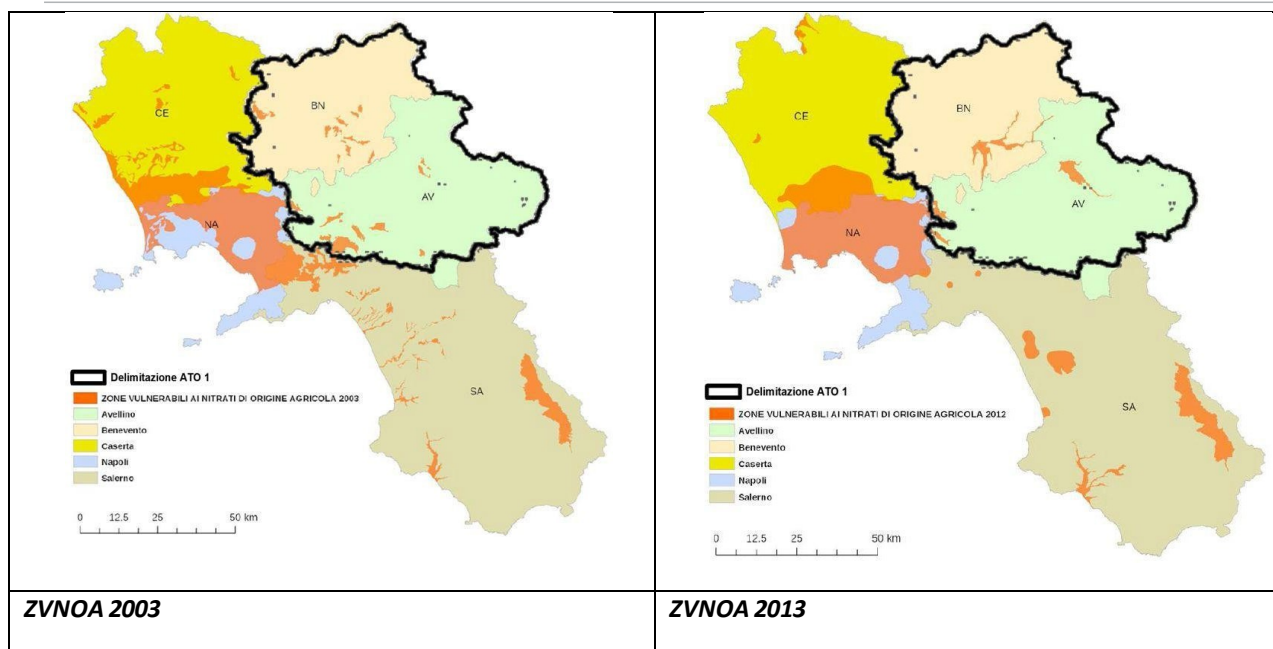 CE
BN
AV
NA
SA
Delimitazione ATO 1
ZONE VULNERABILI AI NITRATI DI ORIGINE AGRICOLA 2003
Avellino
Benevento
Caserta
Napoli
Salerno
0 12.5 25 50 km
ZVNOA 2003
CE
BN
AV
NA
SA
Delimitazione ATO 1
ZONE VULNERABILI AI NITRATI DI ORIGINE AGRICOLA 2012
Avellino
Benevento
Caserta
Napoli
Salerno
0 12.5 25 50 km
ZVNOA 2013